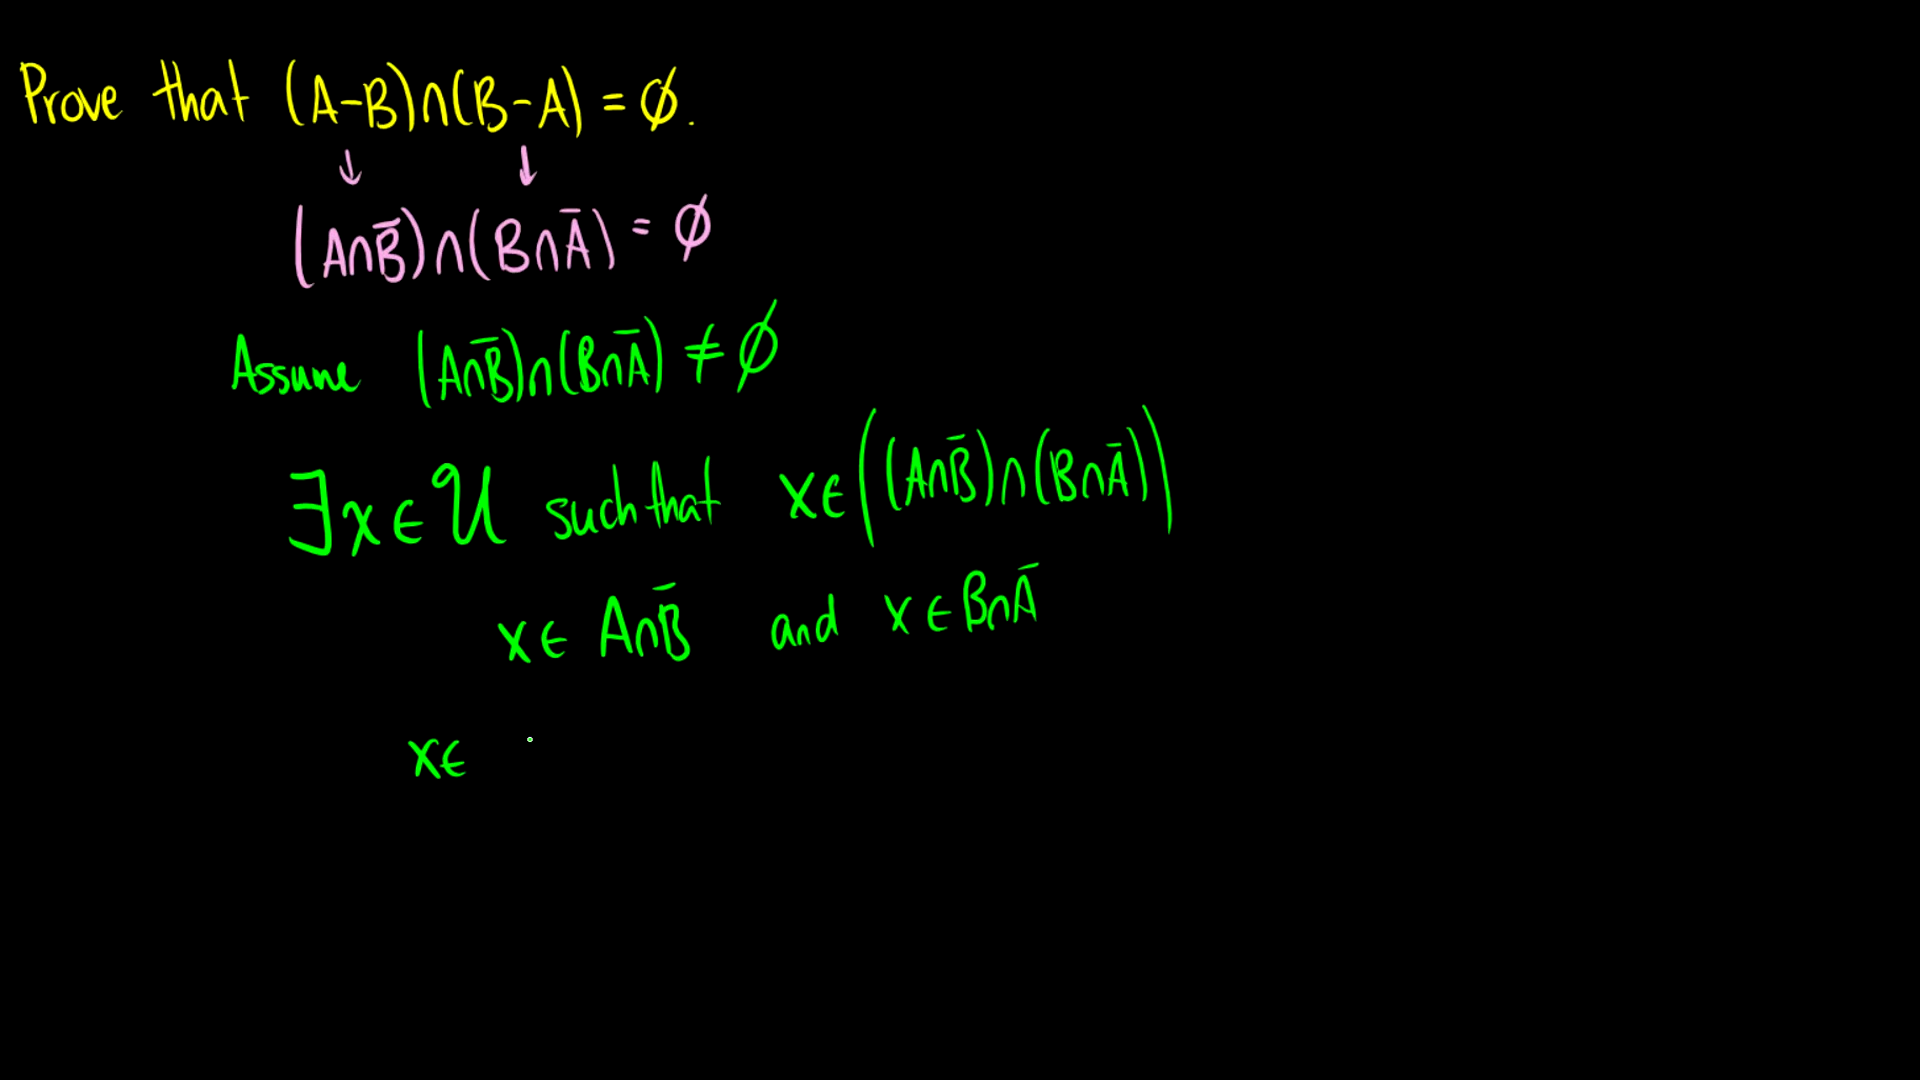 Prove that (A-B)∩(B-A) = ∅.
↓ ↓
(A∩B̅)∩(B∩A̅) = ∅
Assume (A∩B̅)∩(B∩A̅) ≠ ∅
∃x∈𝒰 such that x∈((A∩B̅)∩(B∩A̅))
x∈ A∩B̅ and x∈B∩A̅
x∈